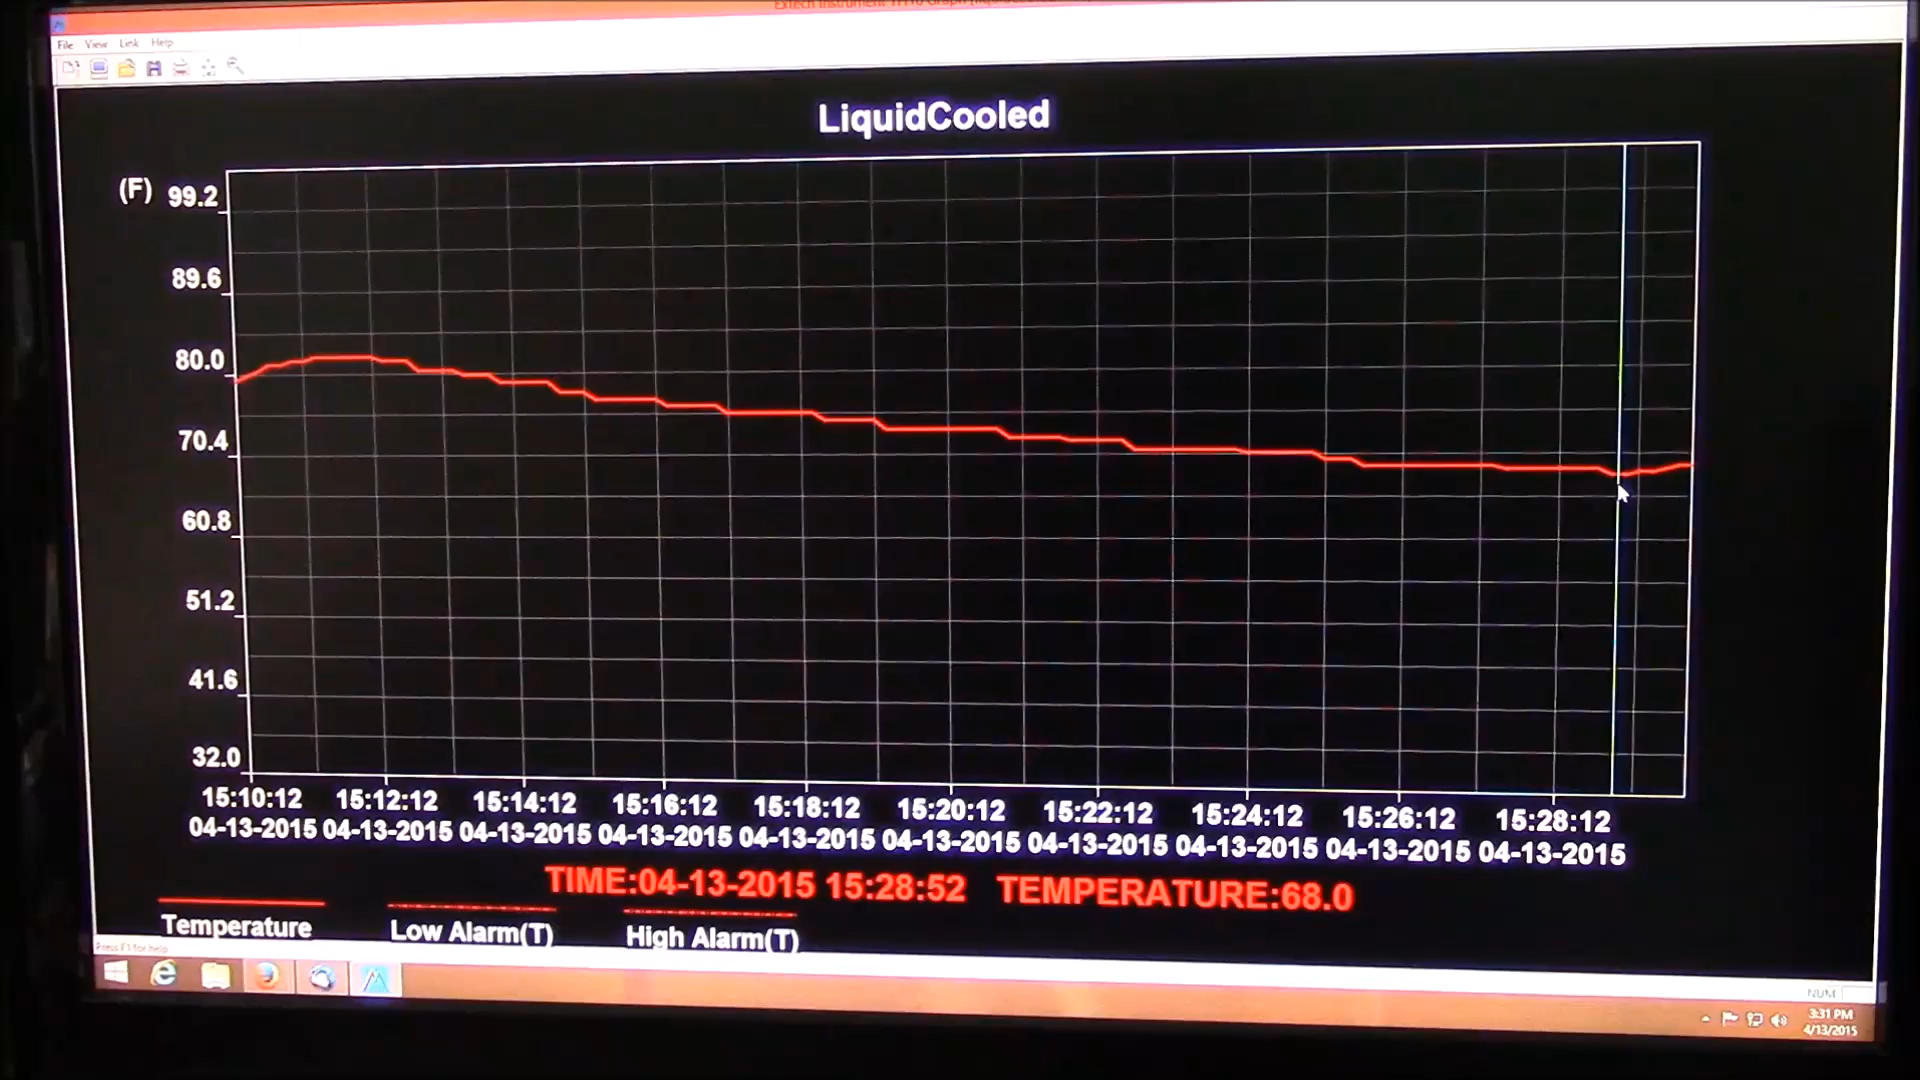 File View Link Help
LiquidCooled
(F)
99.2
89.6
80.0
70.4
60.8
51.2
41.6
32.0
15:10:12 15:12:12 15:14:12 15:16:12 15:18:12 15:20:12 15:22:12 15:24:12 15:26:12 15:28:12
04-13-2015 04-13-2015 04-13-2015 04-13-2015 04-13-2015 04-13-2015 04-13-2015 04-13-2015 04-13-2015 04-13-2015
TIME:04-13-2015 15:28:52 TEMPERATURE:68.0
Temperature Low Alarm(T) High Alarm(T)
Press F1 for help
NUM
3:31 PM
4/13/2015